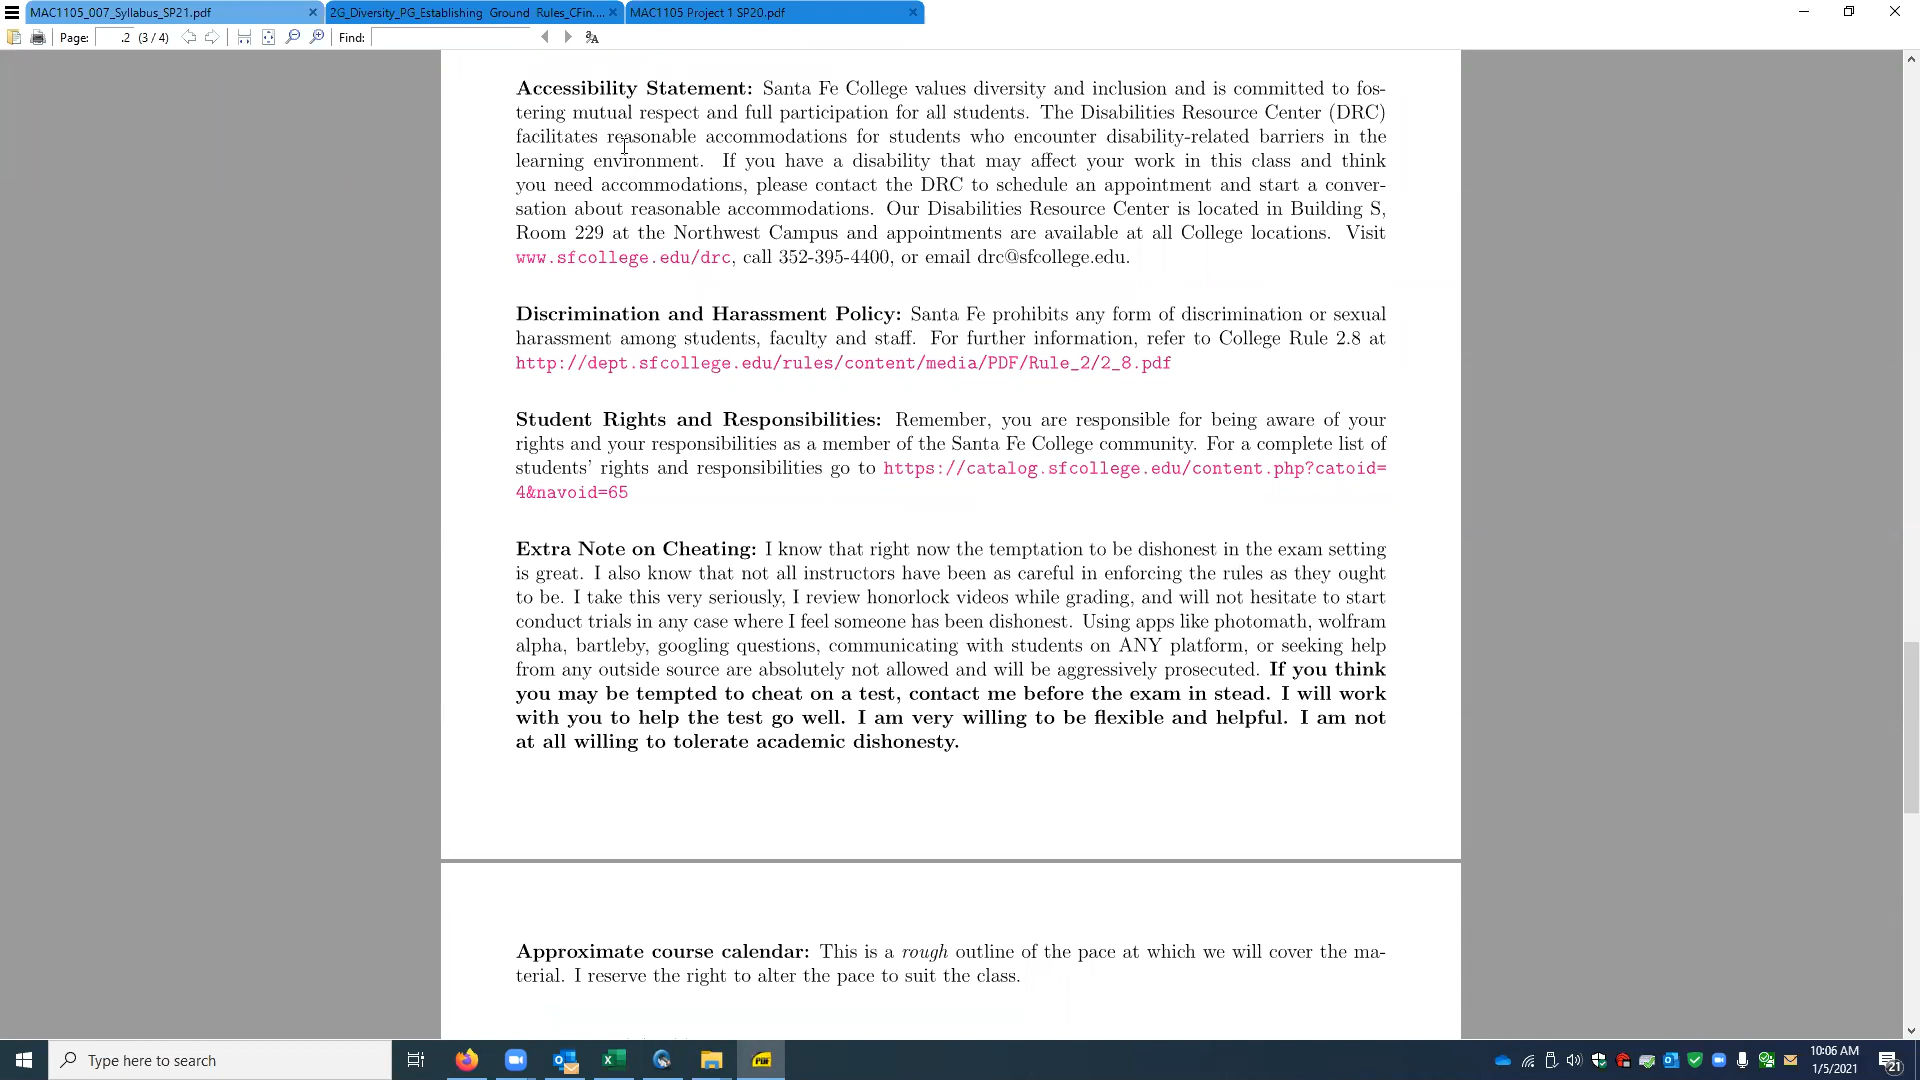 MAC1105_007_Syllabus_SP21.pdf
2G_Diversity_PG_Establishing Ground Rules_CFin....
MAC1105 Project 1 SP20.pdf
Page: .2 (3 / 4)
Find:
Accessibility Statement: Santa Fe College values diversity and inclusion and is committed to fos-
tering mutual respect and full participation for all students. The Disabilities Resource Center (DRC)
facilitates reasonable accommodations for students who encounter disability-related barriers in the
learning environment. If you have a disability that may affect your work in this class and think
you need accommodations, please contact the DRC to schedule an appointment and start a conver-
sation about reasonable accommodations. Our Disabilities Resource Center is located in Building S,
Room 229 at the Northwest Campus and appointments are available at all College locations. Visit
www.sfcollege.edu/drc, call 352-395-4400, or email drc@sfcollege.edu.
Discrimination and Harassment Policy: Santa Fe prohibits any form of discrimination or sexual
harassment among students, faculty and staff. For further information, refer to College Rule 2.8 at
http://dept.sfcollege.edu/rules/content/media/PDF/Rule_2/2_8.pdf
Student Rights and Responsibilities: Remember, you are responsible for being aware of your
rights and your responsibilities as a member of the Santa Fe College community. For a complete list of
students' rights and responsibilities go to https://catalog.sfcollege.edu/content.php?catoid=
4&navoid=65
Extra Note on Cheating: I know that right now the temptation to be dishonest in the exam setting
is great. I also know that not all instructors have been as careful in enforcing the rules as they ought
to be. I take this very seriously, I review honorlock videos while grading, and will not hesitate to start
conduct trials in any case where I feel someone has been dishonest. Using apps like photomath, wolfram
alpha, bartleby, googling questions, communicating with students on ANY platform, or seeking help
from any outside source are absolutely not allowed and will be aggressively prosecuted. If you think
you may be tempted to cheat on a test, contact me before the exam in stead. I will work
with you to help the test go well. I am very willing to be flexible and helpful. I am not
at all willing to tolerate academic dishonesty.
Approximate course calendar: This is a rough outline of the pace at which we will cover the ma-
terial. I reserve the right to alter the pace to suit the class.
Type here to search
10:06 AM
1/5/2021
21